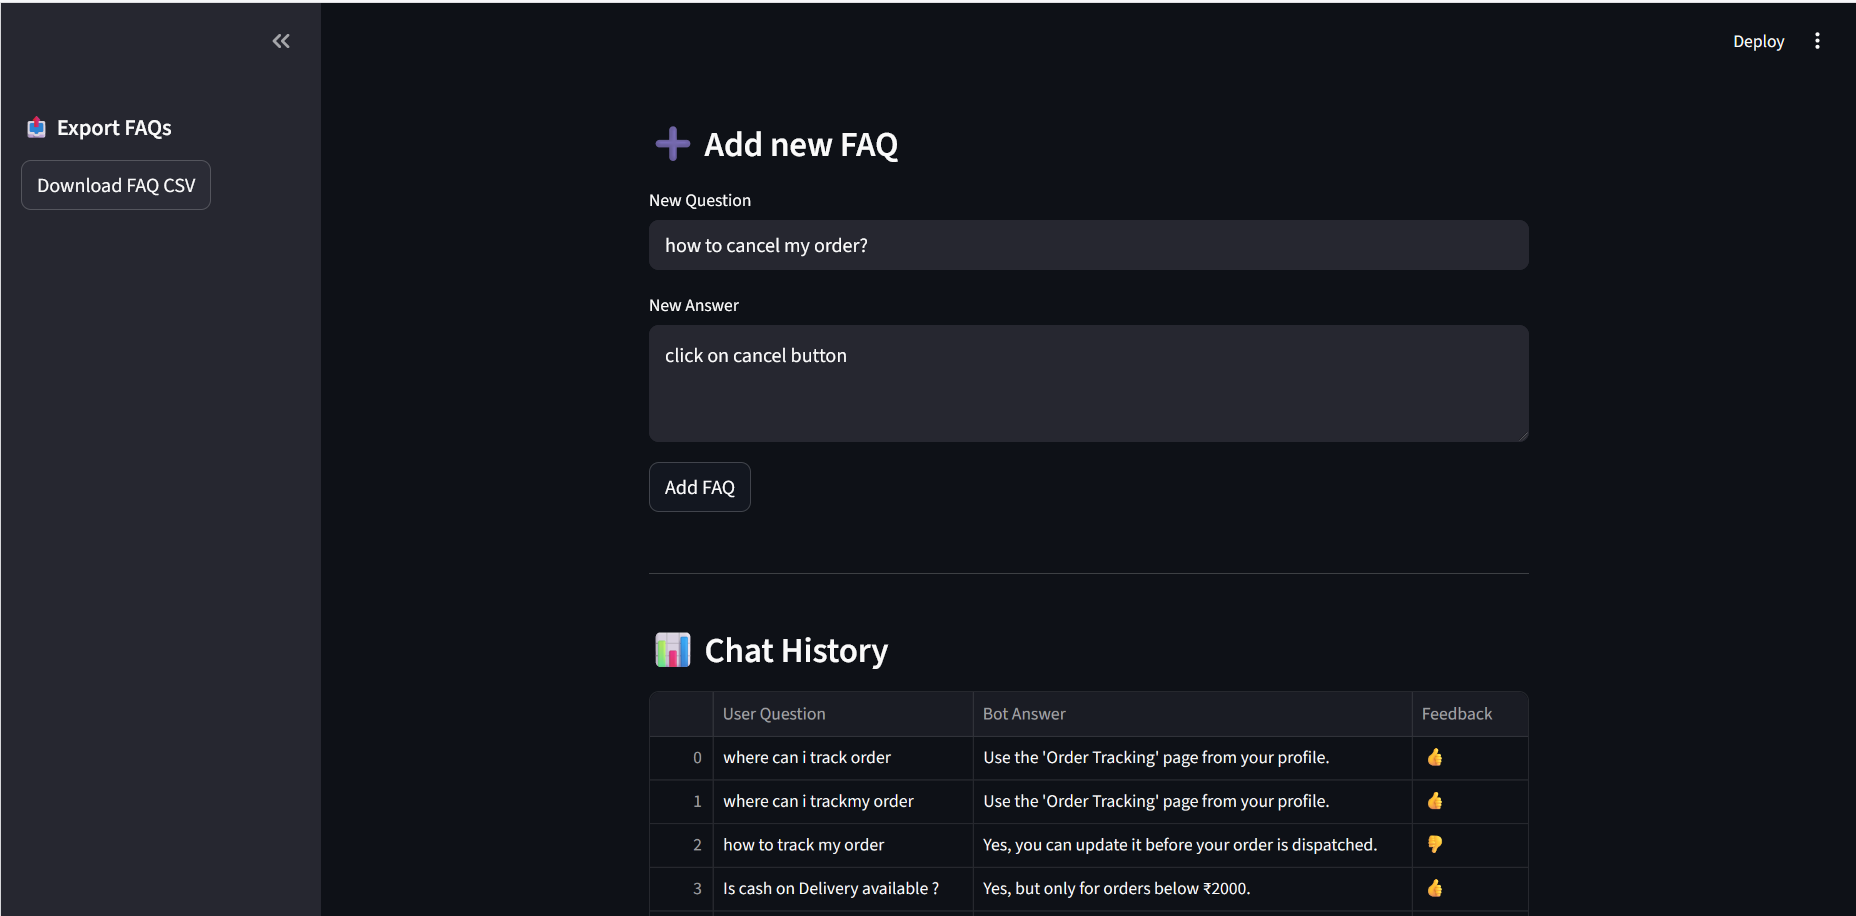 Deploy
Export FAQs
Download FAQ CSV
Add new FAQ
New Question
how to cancel my order?
New Answer
click on cancel button
Add FAQ
Chat History
User Question Bot Answer Feedback
0 where can i track order Use the 'Order Tracking' page from your profile.
1 where can i trackmy order Use the 'Order Tracking' page from your profile.
2 how to track my order Yes, you can update it before your order is dispatched.
3 Is cash on Delivery available ? Yes, but only for orders below ₹2000.